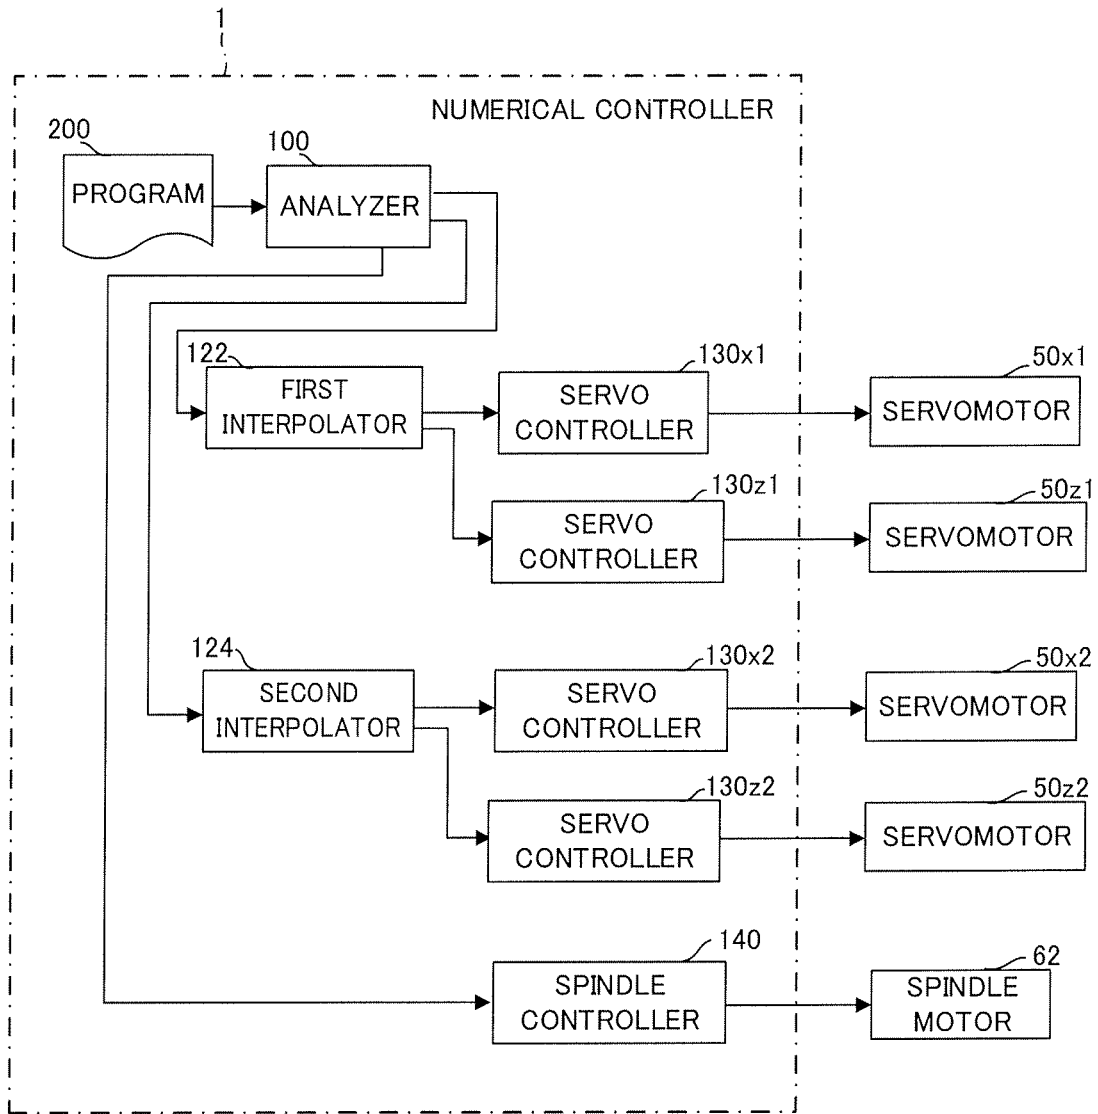 1
NUMERICAL CONTROLLER
200
PROGRAM
100
ANALYZER
122
FIRST
INTERPOLATOR
130x1
SERVO
CONTROLLER
50x1
SERVOMOTOR
130z1
SERVO
CONTROLLER
50z1
SERVOMOTOR
124
SECOND
INTERPOLATOR
130x2
SERVO
CONTROLLER
50x2
SERVOMOTOR
130z2
SERVO
CONTROLLER
50z2
SERVOMOTOR
140
SPINDLE
CONTROLLER
62
SPINDLE
MOTOR